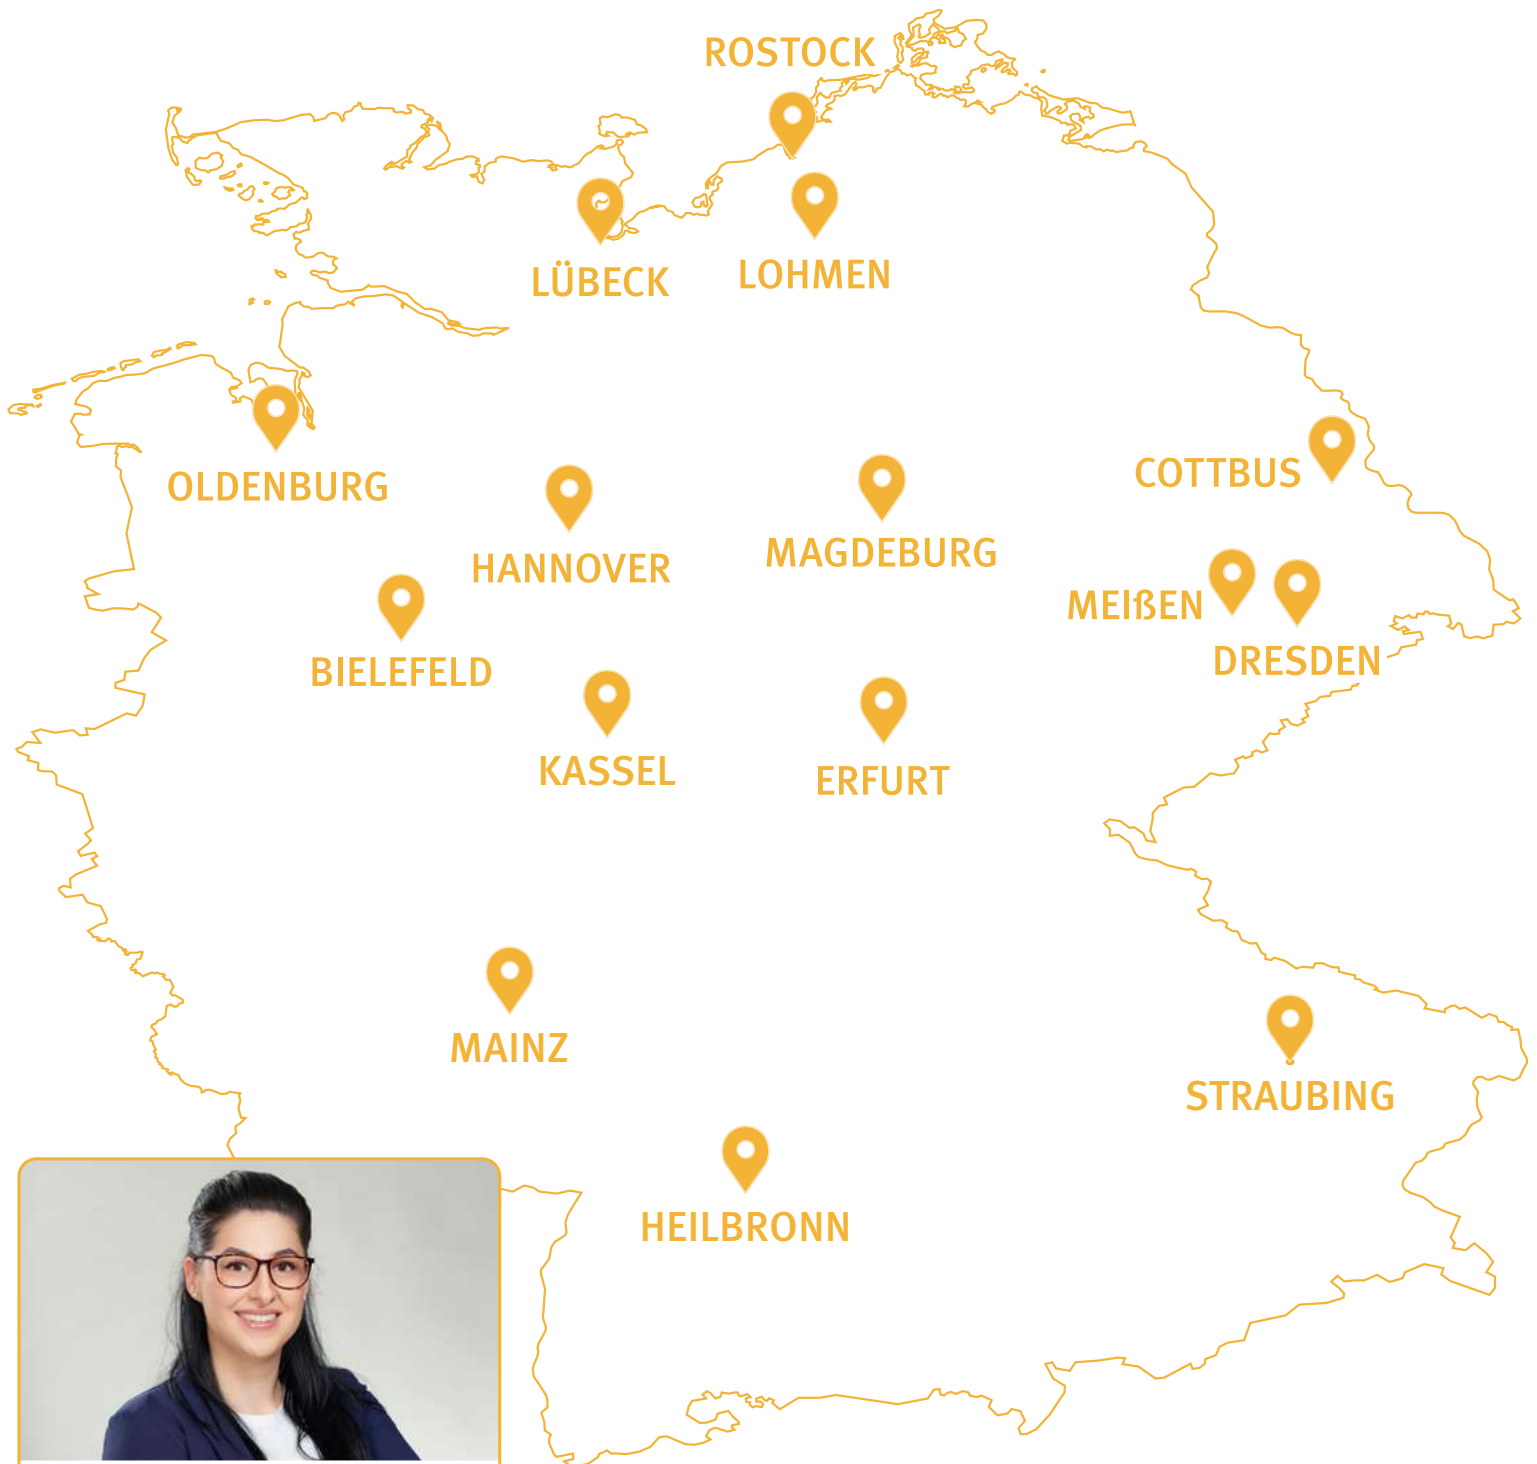 ROSTOCK
LÜBECK
LOHMEN
OLDENBURG
COTTBUS
HANNOVER
MAGDEBURG
MEIßEN
DRESDEN
BIELEFELD
KASSEL
ERFURT
MAINZ
STRAUBING
HEILBRONN